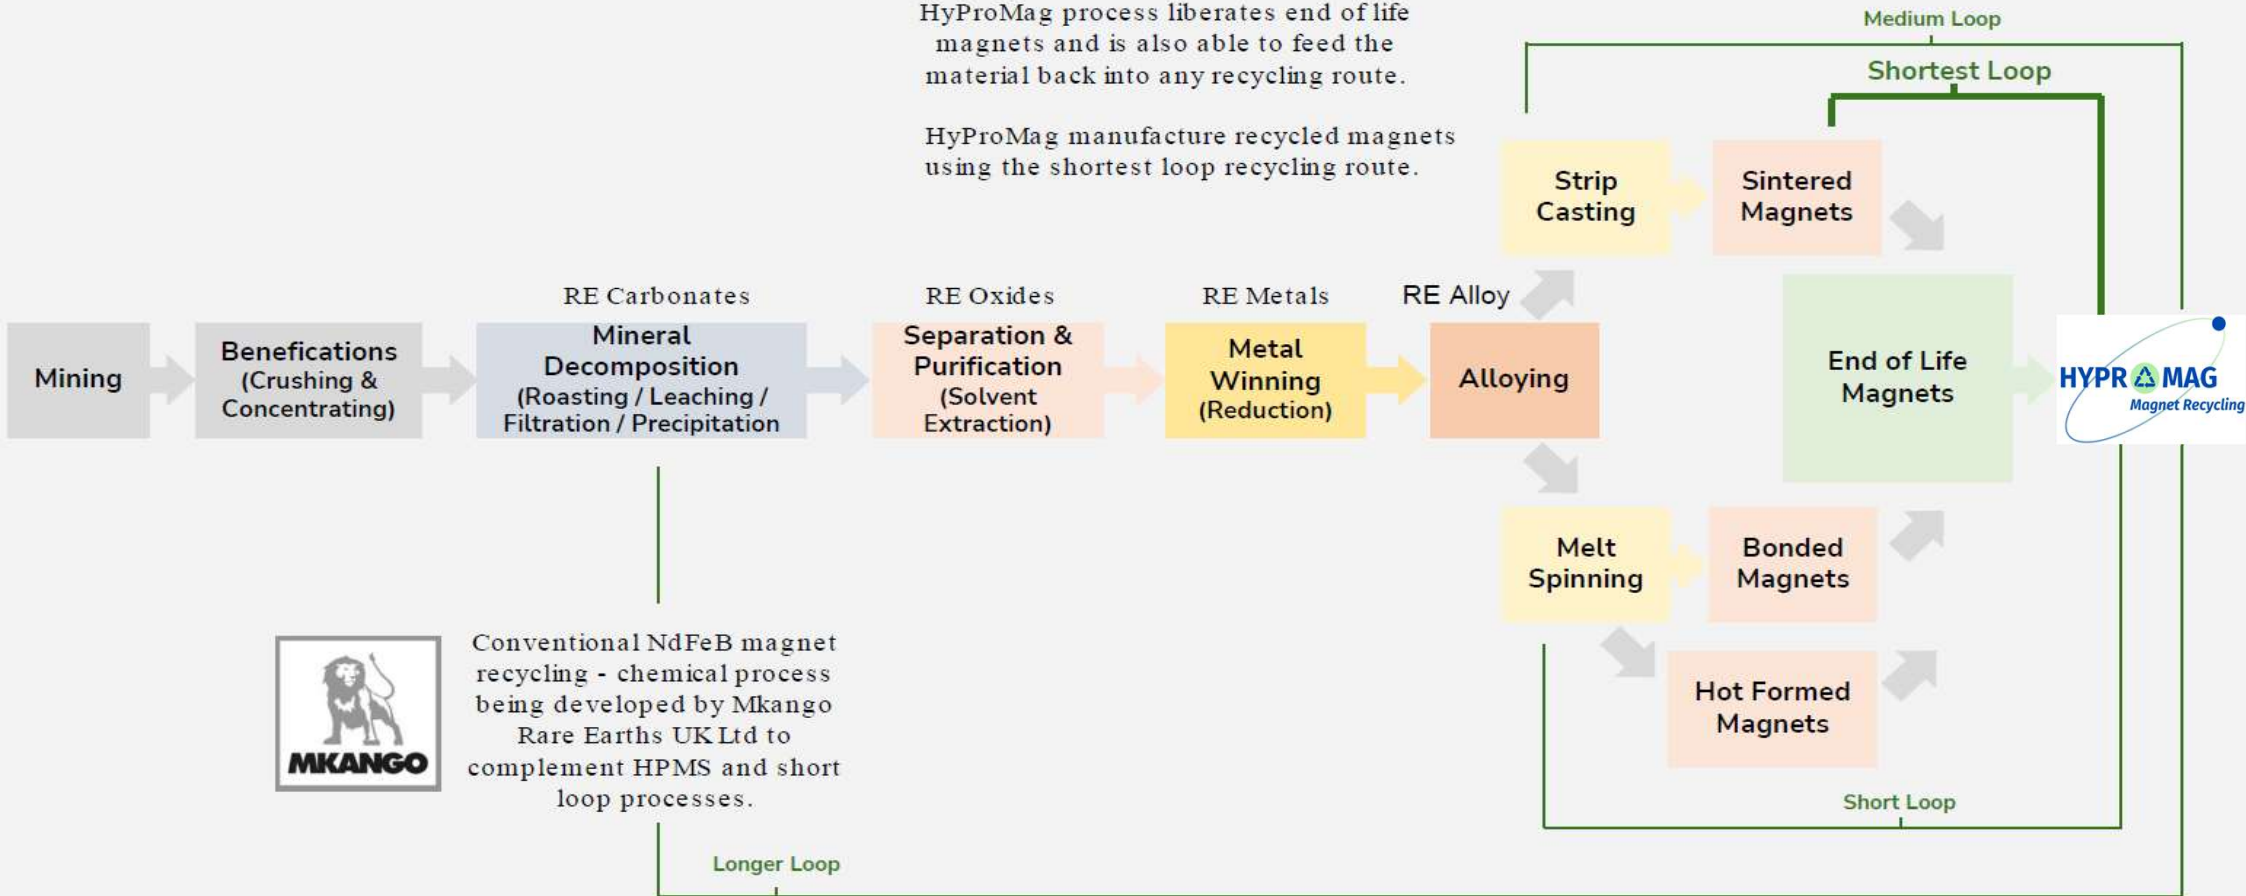 HyProMag process liberates end of life
magnets and is also able to feed the
material back into any recycling route.
HyProMag manufacture recycled magnets
using the shortest loop recycling route.
Medium Loop
Shortest Loop
Strip
Casting
Sintered
Magnets
RE Carbonates
RE Oxides
RE Metals
RE Alloy
Mining
Benefications
(Crushing &
Concentrating)
Mineral
Decomposition
(Roasting / Leaching /
Filtration / Precipitation
Separation &
Purification
(Solvent
Extraction)
Metal
Winning
(Reduction)
Alloying
End of Life
Magnets
HYPROMAG
Magnet Recycling
Melt
Spinning
Bonded
Magnets
Hot Formed
Magnets
Short Loop
MKANGO
Conventional NdFeB magnet
recycling - chemical process
being developed by Mkango
Rare Earths UK Ltd to
complement HPMS and short
loop processes.
Longer Loop